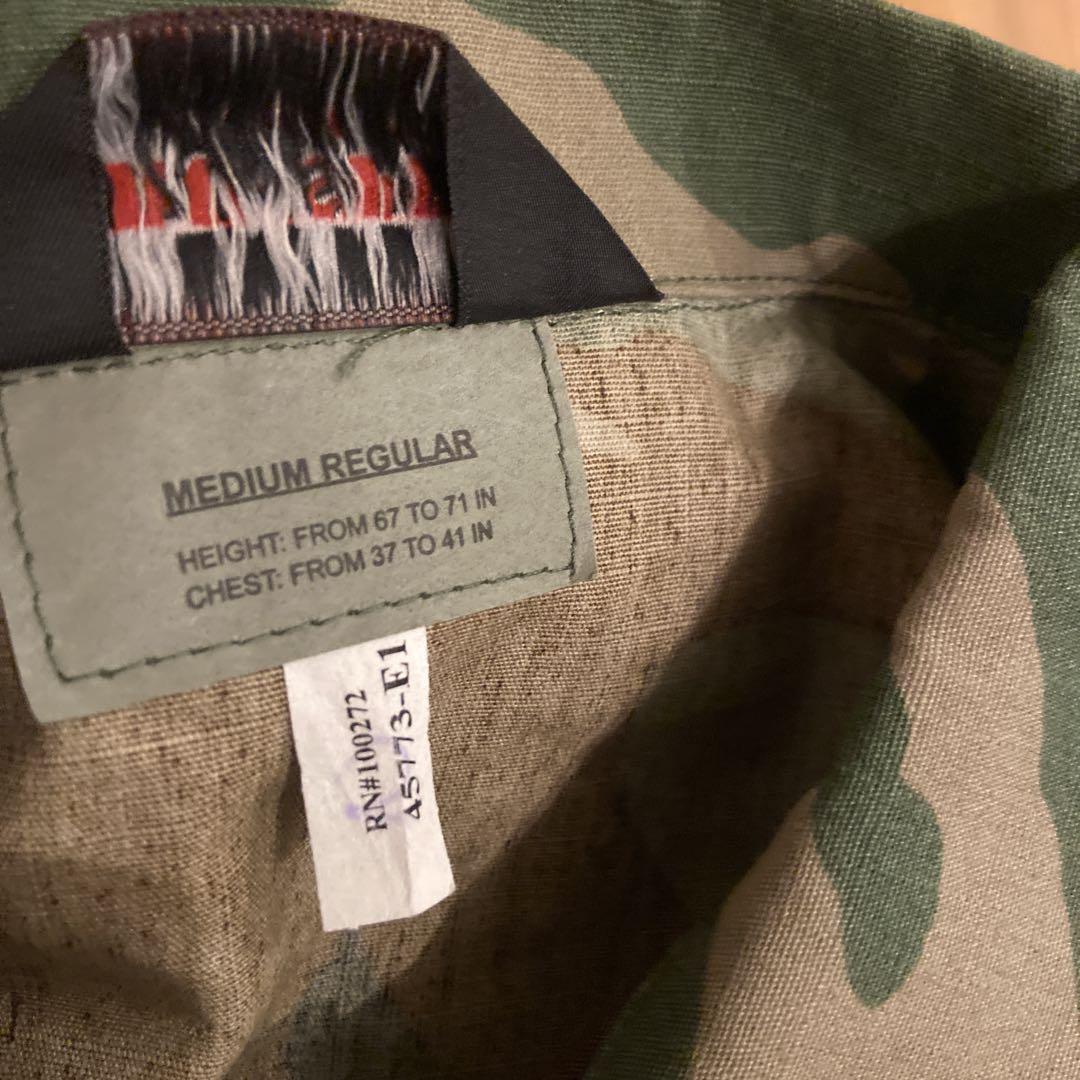 MEDIUM REGULAR
HEIGHT: FROM 67 TO 71 IN
CHEST: FROM 37 TO 41 IN
RN#100272
45773-E1